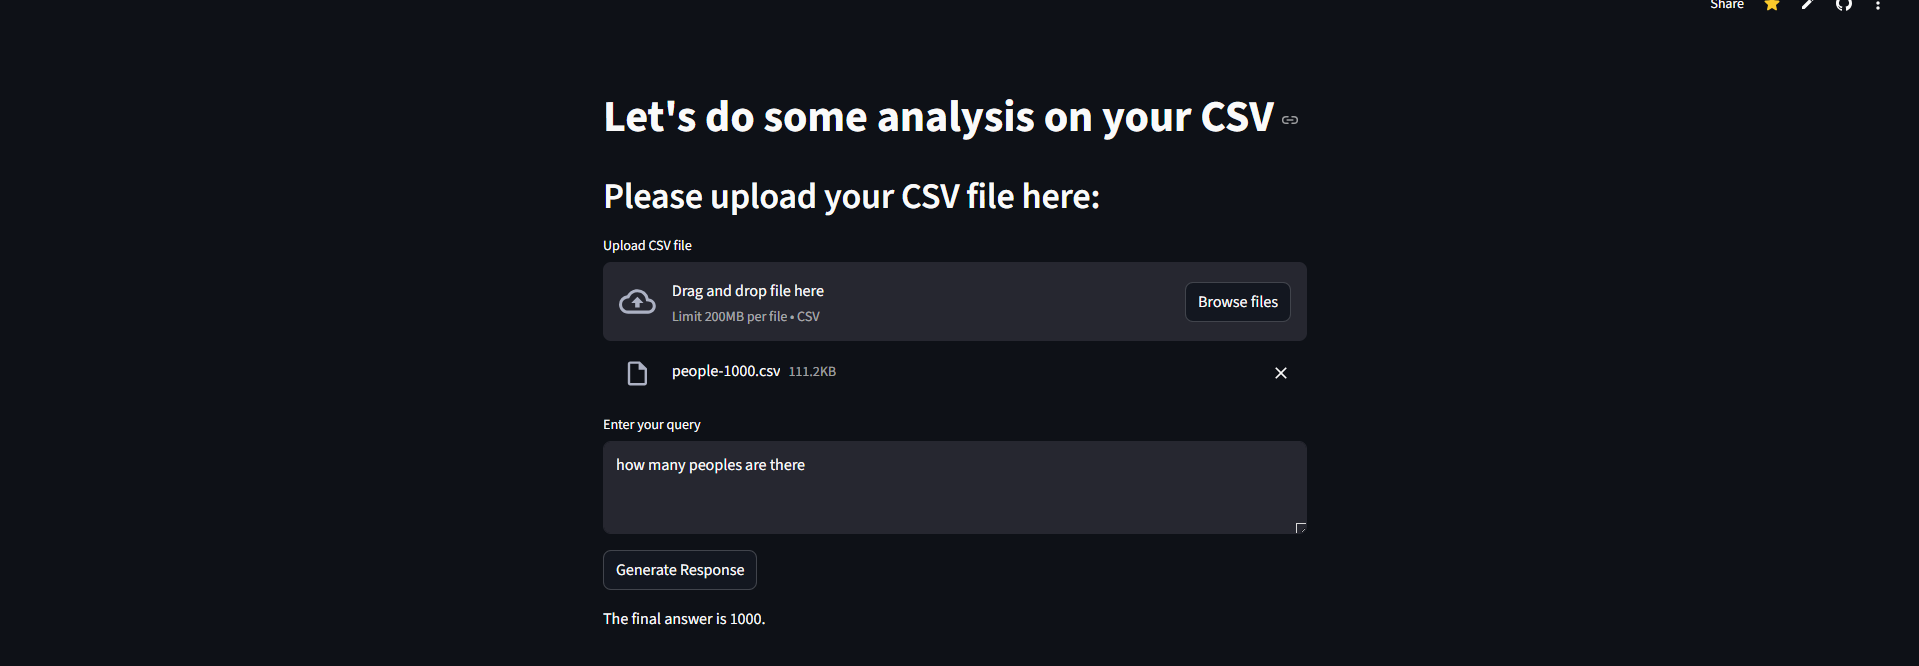 Share
Let's do some analysis on your CSV
Please upload your CSV file here:
Upload CSV file
Drag and drop file here
Limit 200MB per file • CSV
Browse files
people-1000.csv 111.2KB
Enter your query
how many peoples are there
Generate Response
The final answer is 1000.